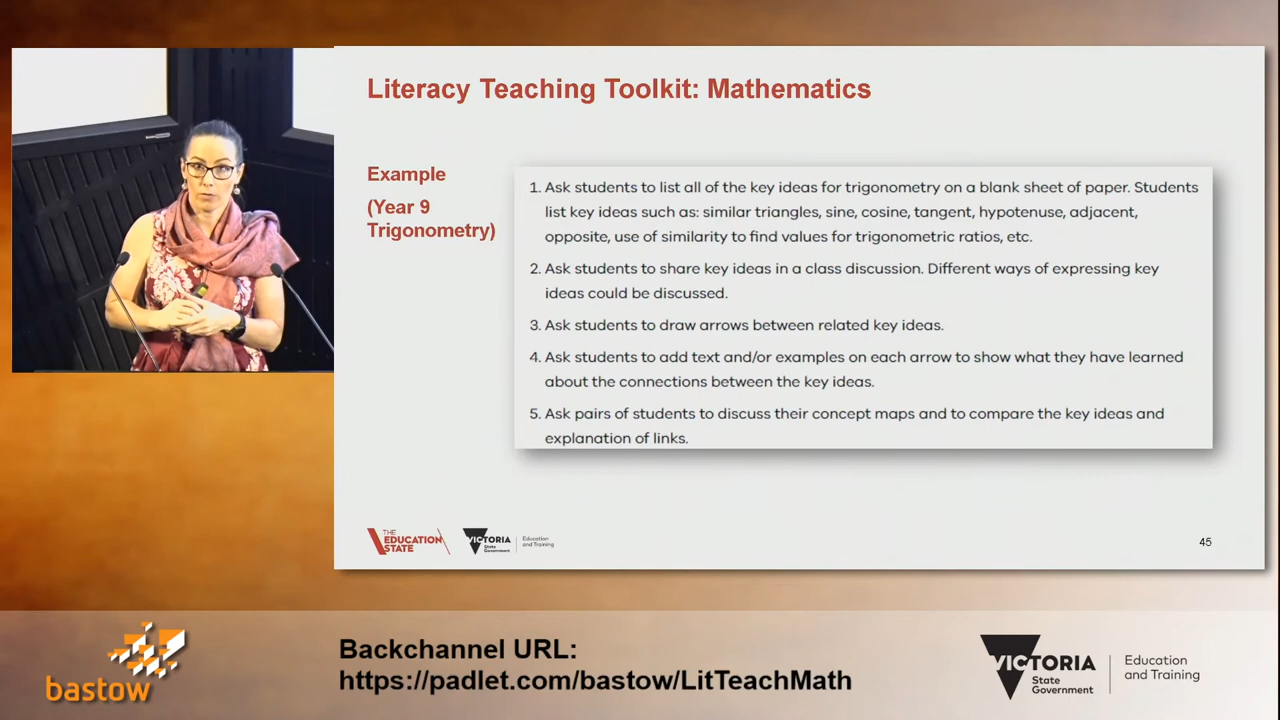 Literacy Teaching Toolkit: Mathematics
Example
(Year 9
Trigonometry)
1. Ask students to list all of the key ideas for trigonometry on a blank sheet of paper. Students
list key ideas such as: similar triangles, sine, cosine, tangent, hypotenuse, adjacent,
opposite, use of similarity to find values for trigonometric ratios, etc.
2. Ask students to share key ideas in a class discussion. Different ways of expressing key
ideas could be discussed.
3. Ask students to draw arrows between related key ideas.
4. Ask students to add text and/or examples on each arrow to show what they have learned
about the connections between the key ideas.
5. Ask pairs of students to discuss their concept maps and to compare the key ideas and
explanation of links.
THE
EDUCATION
STATE
VICTORIA
State
Government
Education
and Training
45
bastow
Backchannel URL:
https://padlet.com/bastow/LitTeachMath
VICTORIA
State
Government
Education
and Training